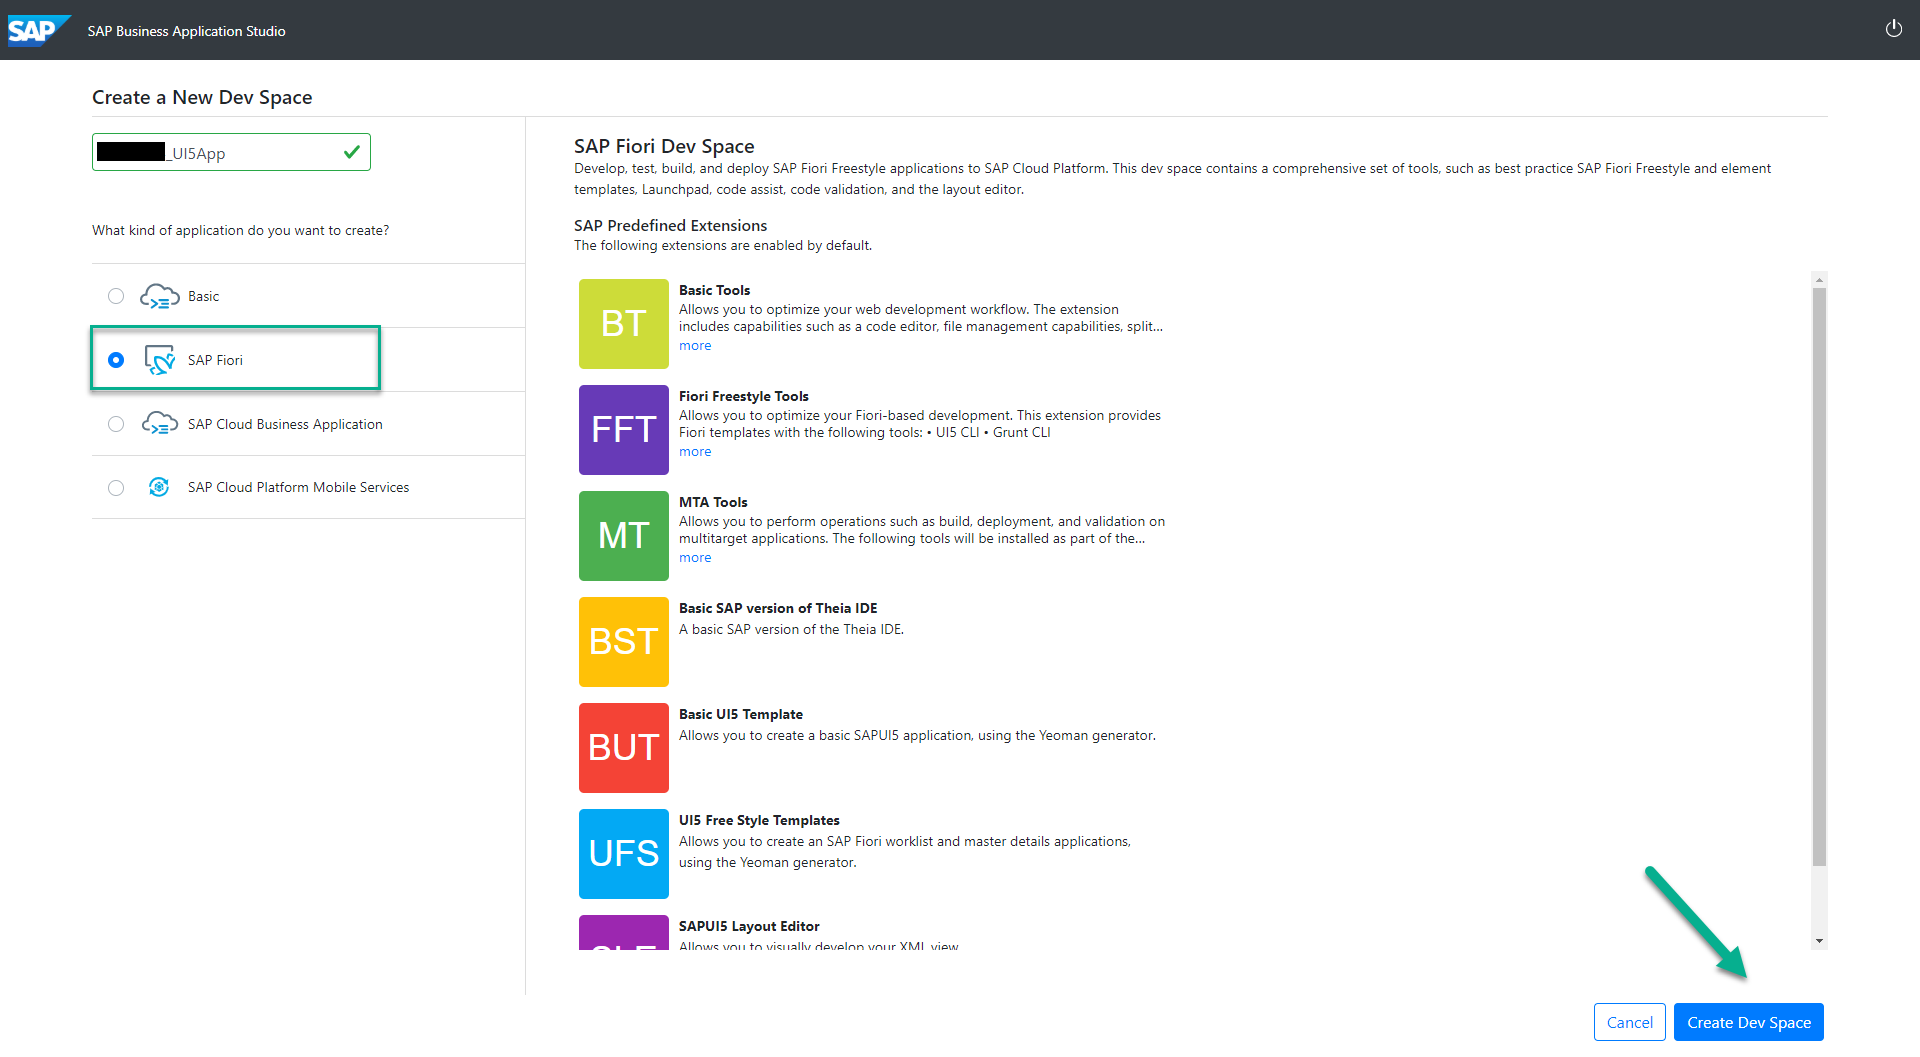 SAP SAP Business Application Studio
Create a New Dev Space
_UI5App
What kind of application do you want to create?
Basic
SAP Fiori
SAP Cloud Business Application
SAP Cloud Platform Mobile Services
SAP Fiori Dev Space
Develop, test, build, and deploy SAP Fiori Freestyle applications to SAP Cloud Platform. This dev space contains a comprehensive set of tools, such as best practice SAP Fiori Freestyle and element
templates, Launchpad, code assist, code validation, and the layout editor.
SAP Predefined Extensions
The following extensions are enabled by default.
BT
Basic Tools
Allows you to optimize your web development workflow. The extension
includes capabilities such as a code editor, file management capabilities, split...
more
FFT
Fiori Freestyle Tools
Allows you to optimize your Fiori-based development. This extension provides
Fiori templates with the following tools: • UI5 CLI • Grunt CLI
more
MT
MTA Tools
Allows you to perform operations such as build, deployment, and validation on
multitarget applications. The following tools will be installed as part of the...
more
BST
Basic SAP version of Theia IDE
A basic SAP version of the Theia IDE.
BUT
Basic UI5 Template
Allows you to create a basic SAPUI5 application, using the Yeoman generator.
UFS
UI5 Free Style Templates
Allows you to create an SAP Fiori worklist and master details applications,
using the Yeoman generator.
SAPUI5 Layout Editor
Allows you to visually develop your XML view
Cancel
Create Dev Space